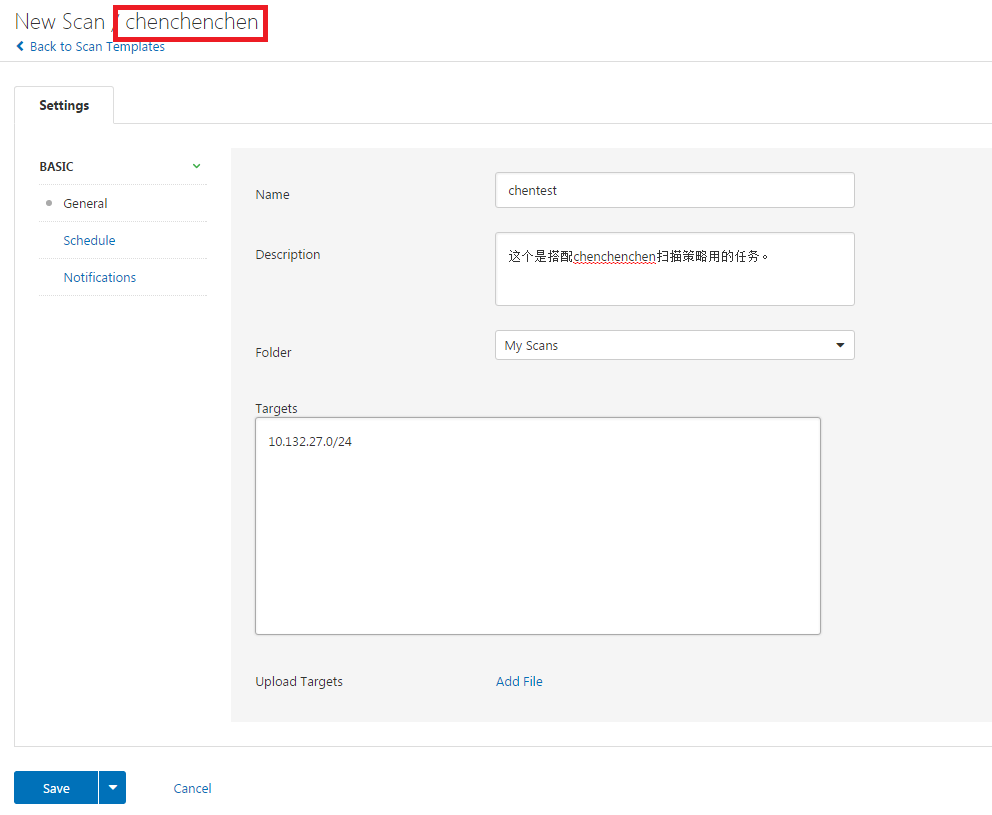 New Scan / chenchenchen
Back to Scan Templates
Settings
BASIC
General
Schedule
Notifications
Name
chentest
Description
这个是搭配chenchenchen扫描策略用的任务。
Folder
My Scans
Targets
10.132.27.0/24
Upload Targets
Add File
Save
Cancel